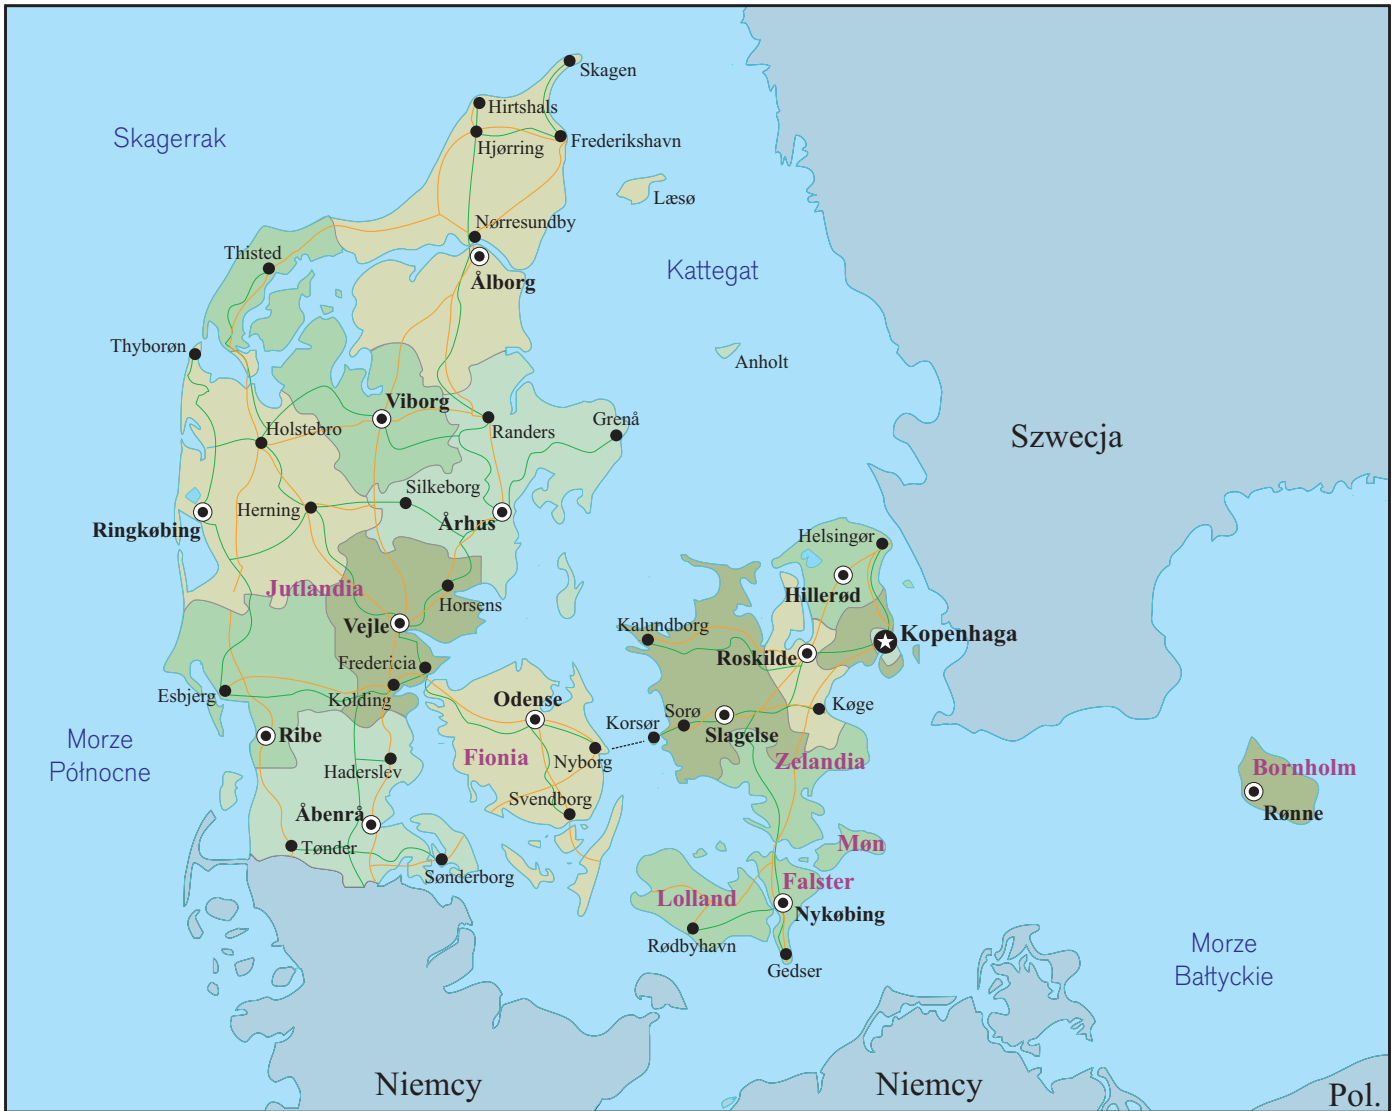 Skagen
Hirtshals
Skagerrak
Hjørring
Frederikshavn
Læsø
Nørresundby
Thisted
Ålborg
Kattegat
Thyborøn
Anholt
Viborg
Grenå
Holstebro
Randers
Szwecja
Silkeborg
Herning
Århus
Ringkøbing
Helsingør
Jutlandia
Hillerød
Horsens
Vejle
Kalundborg
Kopenhaga
Roskilde
Fredericia
Esbjerg
Kolding
Odense
Sorø
Køge
Korsør
Ribe
Slagelse
Morze
Północne
Fionia
Nyborg
Zelandia
Haderslev
Bornholm
Svendborg
Rønne
Åbenrå
Tønder
Møn
Sønderborg
Falster
Lolland
Nykøbing
Rødbyhavn
Gedser
Morze
Bałtyckie
Niemcy
Niemcy
Pol.